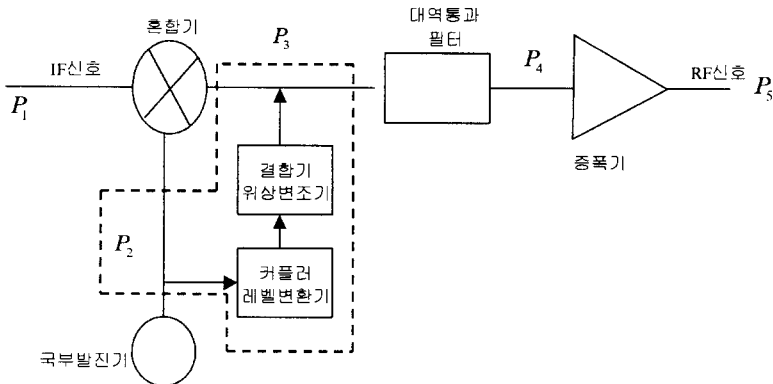 혼합기
P3
대역통과
필터
IF신호
P1
P4
RF신호
P5
증폭기
결합기
위상변조기
P2
커플러
레벨변환기
국부발진기